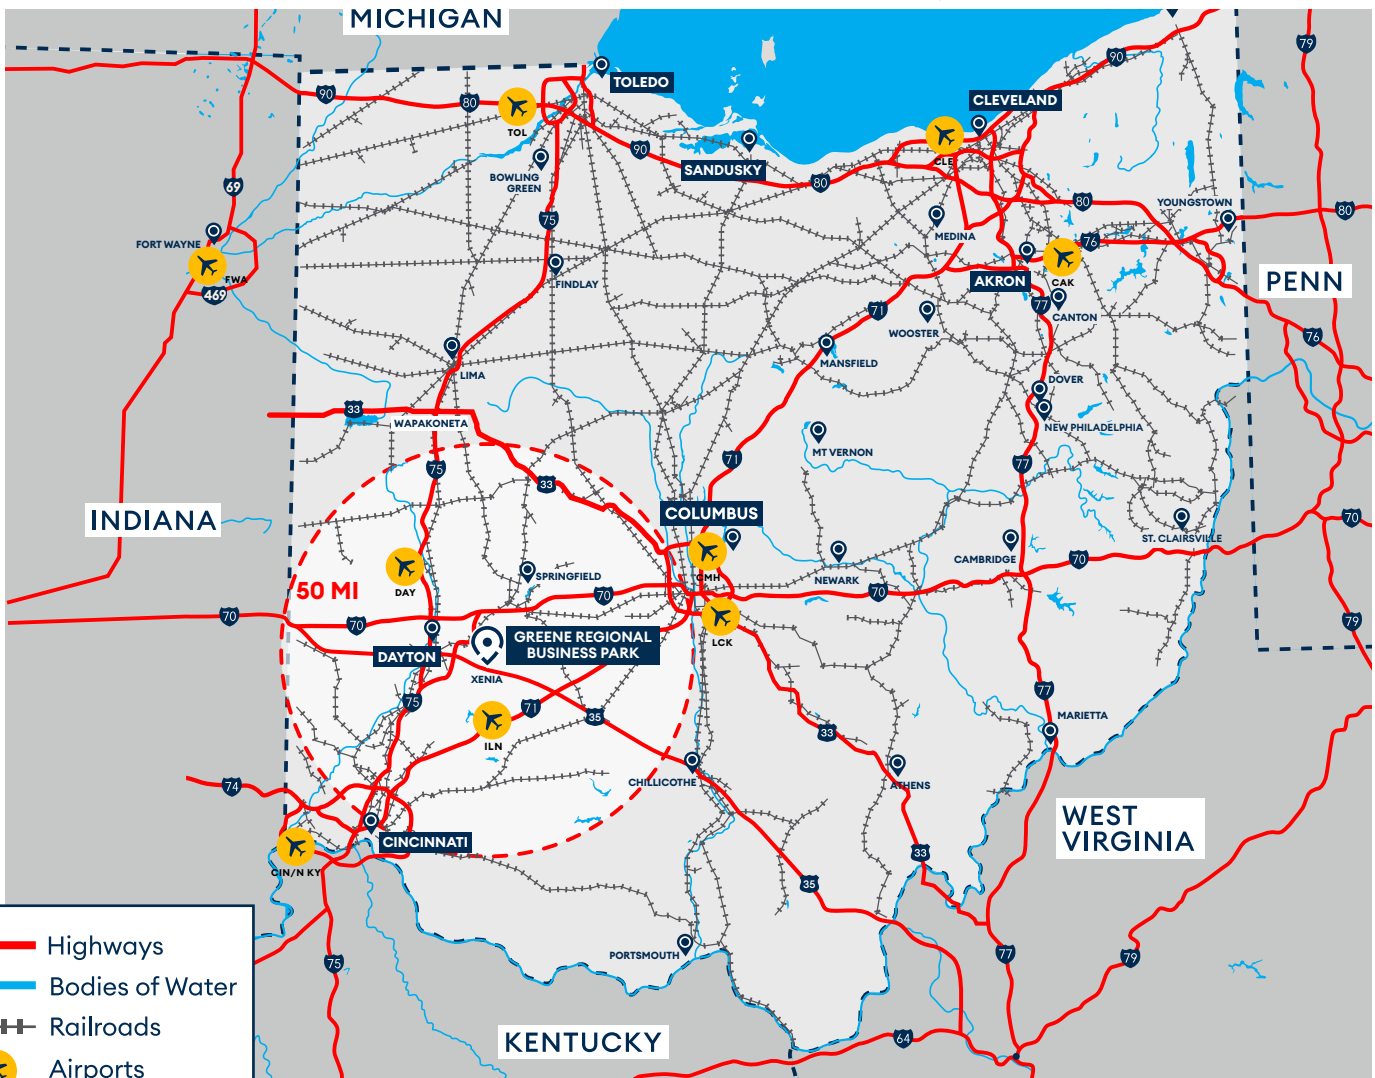 MICHIGAN
79
90
TOLEDO
90
80
CLEVELAND
TOL
CLE
90
SANDUSKY
BOWLING
GREEN
80
69
80
YOUNGSTOWN
80
75
MEDINA
FORT WAYNE
76
FWA
469
FINDLAY
AKRON
CAK
PENN
77
CANTON
71
WOOSTER
76
MANSFIELD
LIMA
DOVER
33
WAPAKONETA
NEW PHILADELPHIA
MT VERNON
71
75
77
33
INDIANA
COLUMBUS
70
ST. CLAIRSVILLE
CAMBRIDGE
70
CMH
NEWARK
SPRINGFIELD
50 MI
DAY
70
70
70
70
LCK
79
GREENE REGIONAL
BUSINESS PARK
DAYTON
XENIA
77
75
71
35
MARIETTA
ILN
33
CHILLICOTHE
ATHENS
74
WEST
VIRGINIA
CINCINNATI
33
CIN/N KY
35
Highways
PORTSMOUTH
77
79
75
Bodies of Water
Railroads
KENTUCKY
64
Airports